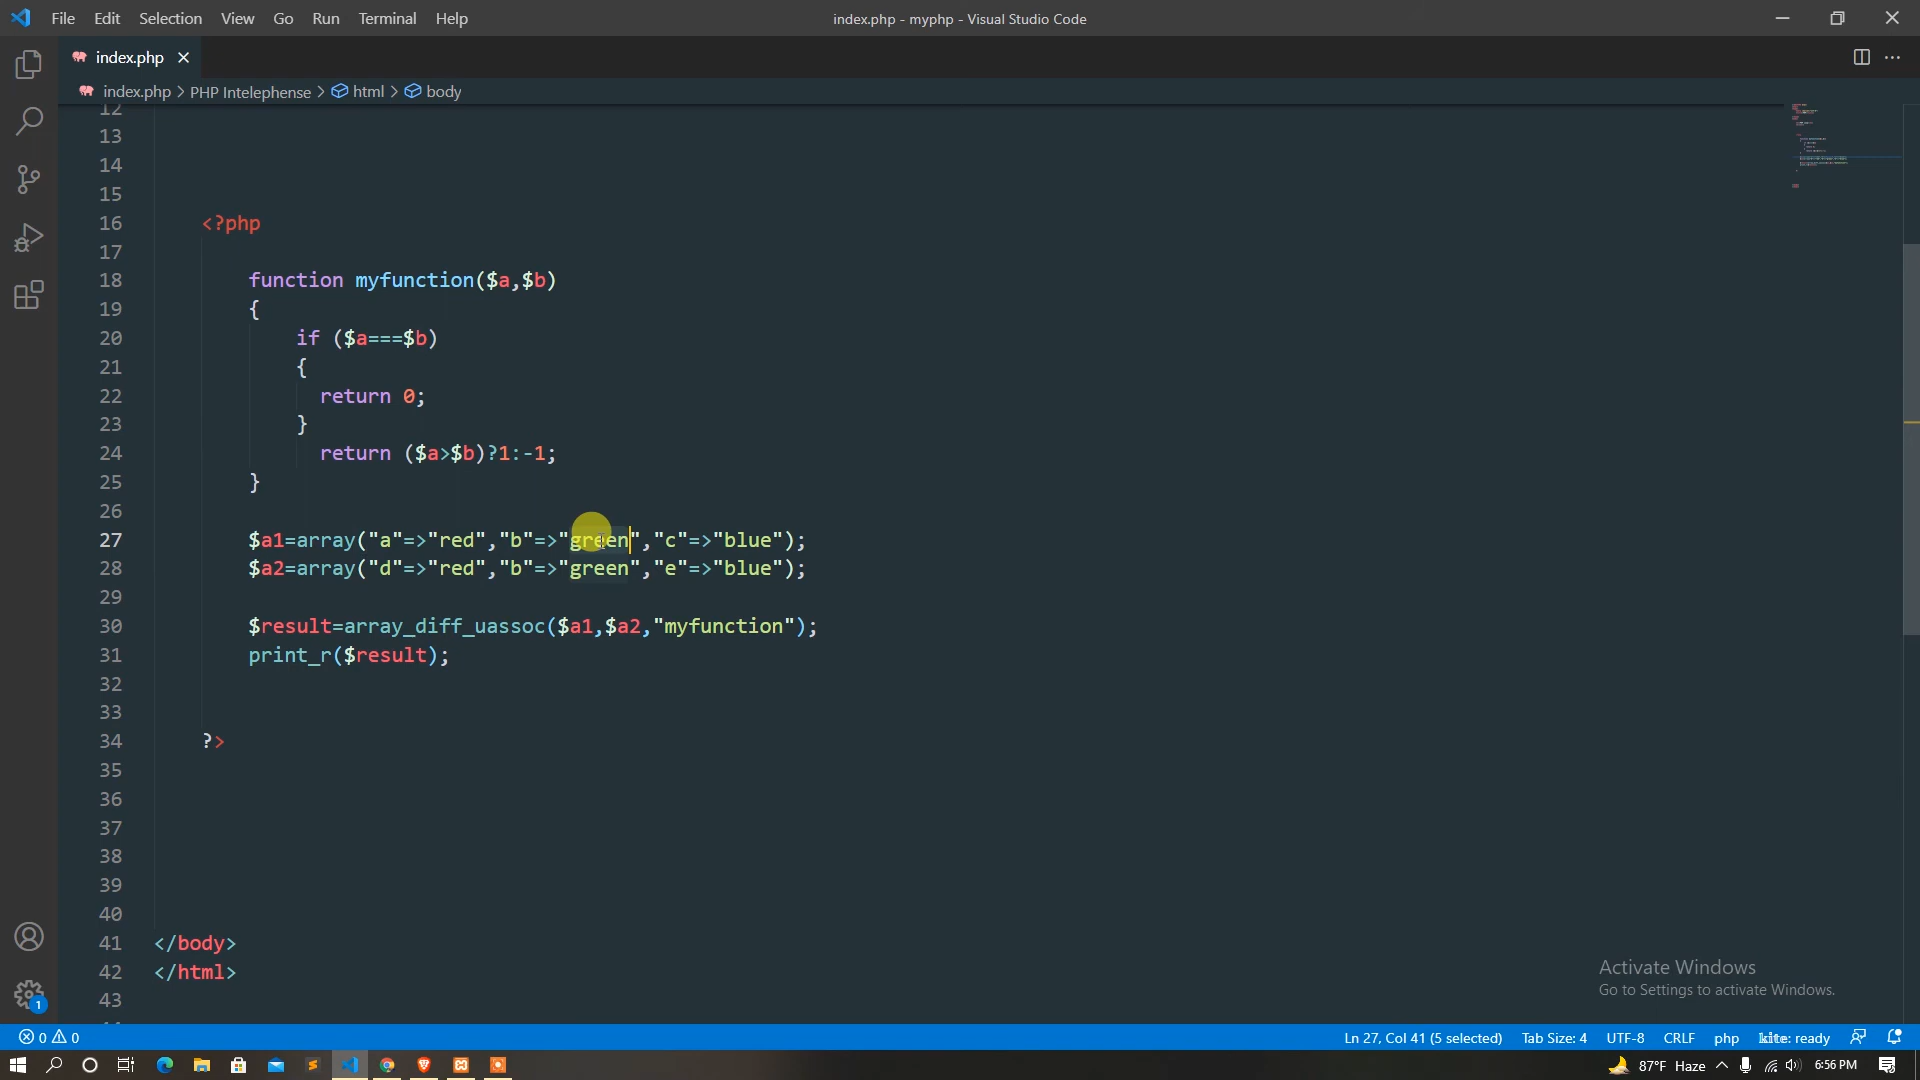 File Edit Selection View Go Run Terminal Help
index.php - myphp - Visual Studio Code
index.php
index.php > PHP Intelephense > html > body
12
13
14
15
16 <?php
17
18 function myfunction($a,$b)
19 {
20 if ($a===$b)
21 {
22 return 0;
23 }
24 return ($a>$b)?1:-1;
25 }
26
27 $a1=array("a"=>"red","b"=>"green","c"=>"blue");
28 $a2=array("d"=>"red","b"=>"green","e"=>"blue");
29
30 $result=array_diff_uassoc($a1,$a2,"myfunction");
31 print_r($result);
32
33
34 ?>
35
36
37
38
39
40
41 </body>
42 </html>
43
Activate Windows
Go to Settings to activate Windows.
1
0 0 Ln 27, Col 41 (5 selected) Tab Size: 4 UTF-8 CRLF php kite: ready
87°F Haze 6:56 PM